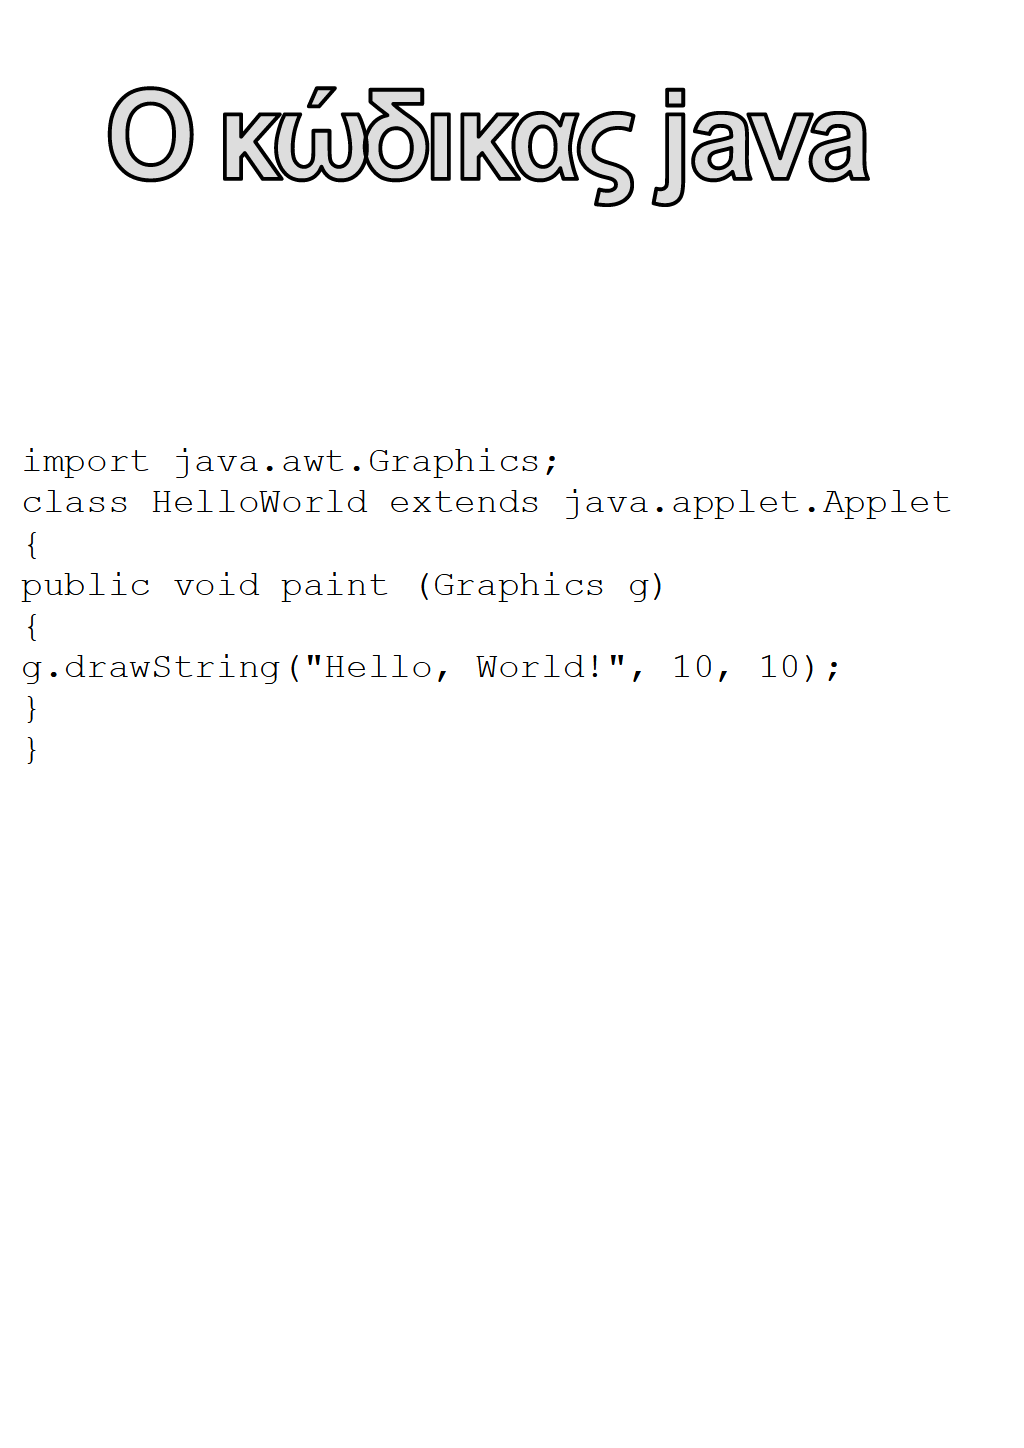 Ο κώδικας java
import java.awt.Graphics;
class HelloWorld extends java.applet.Applet
{
public void paint (Graphics g)
{
g.drawString("Hello, World!", 10, 10);
}
}